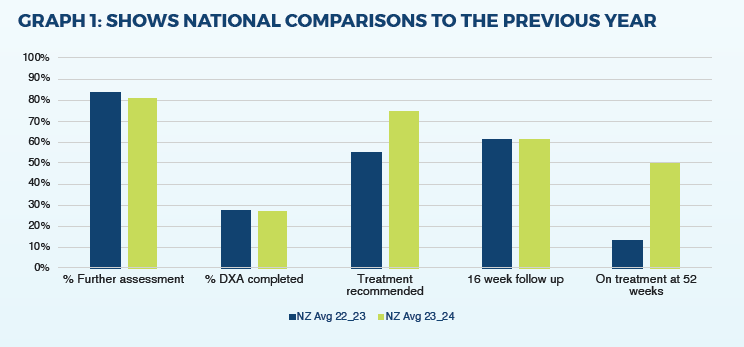 GRAPH 1: SHOWS NATIONAL COMPARISONS TO THE PREVIOUS YEAR
100%
90%
80%
70%
60%
50%
40%
30%
20%
10%
0%
% Further assessment
% DXA completed
Treatment
recommended
16 week follow up
On treatment at 52
weeks
NZ Avg 22_23
NZ Avg 23_24